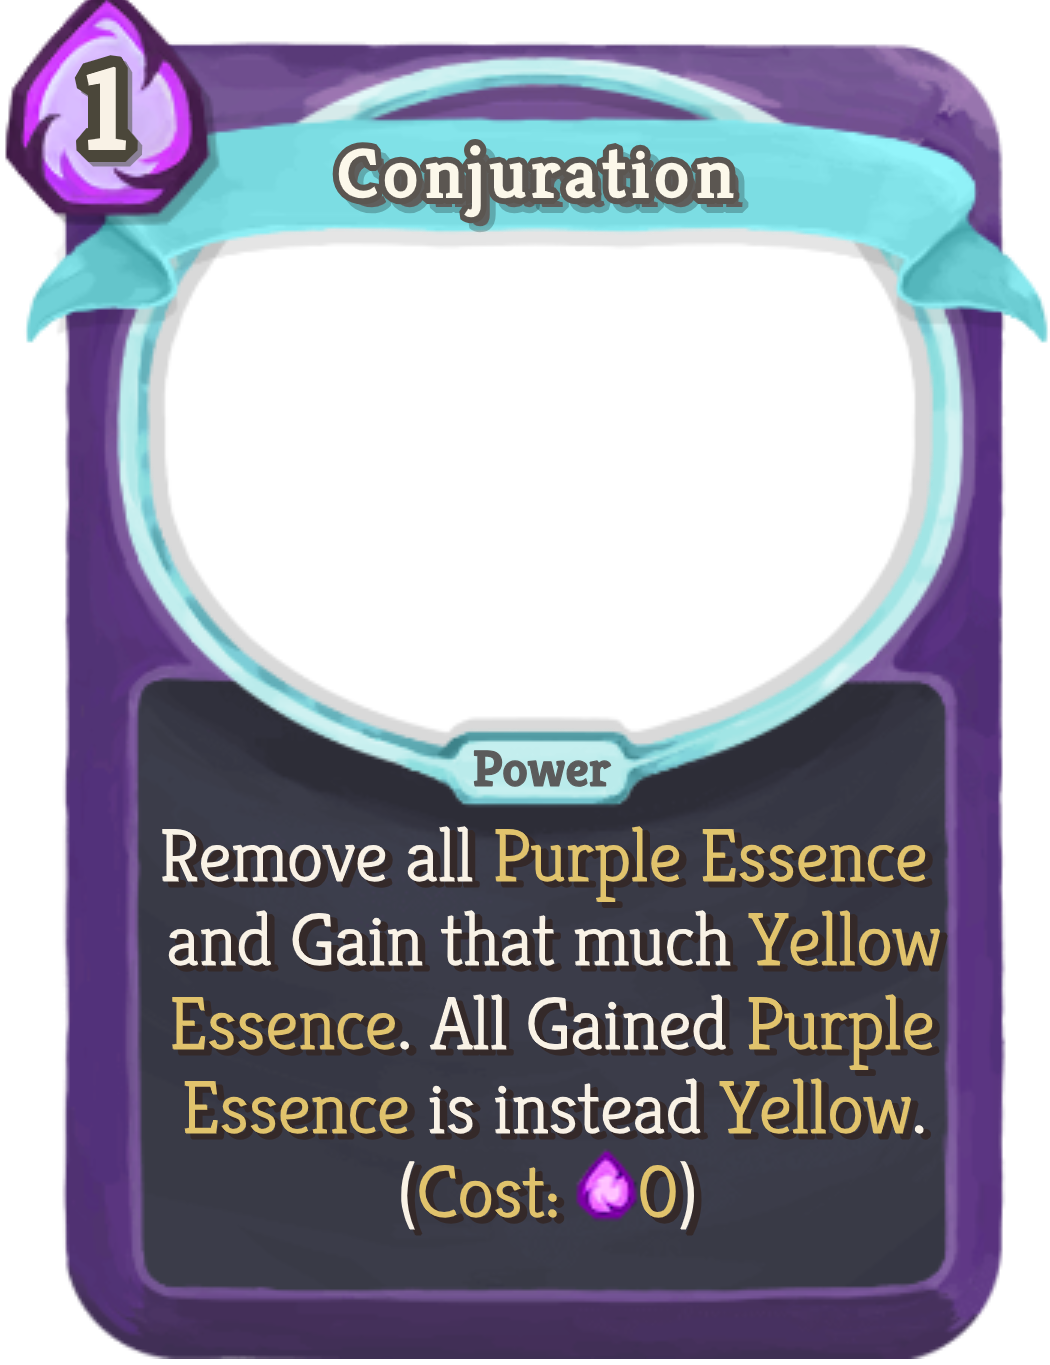 1
Conjuration
Power
Remove all Purple Essence
and Gain that much Yellow
Essence. All Gained Purple
Essence is instead Yellow.
(Cost: 0)